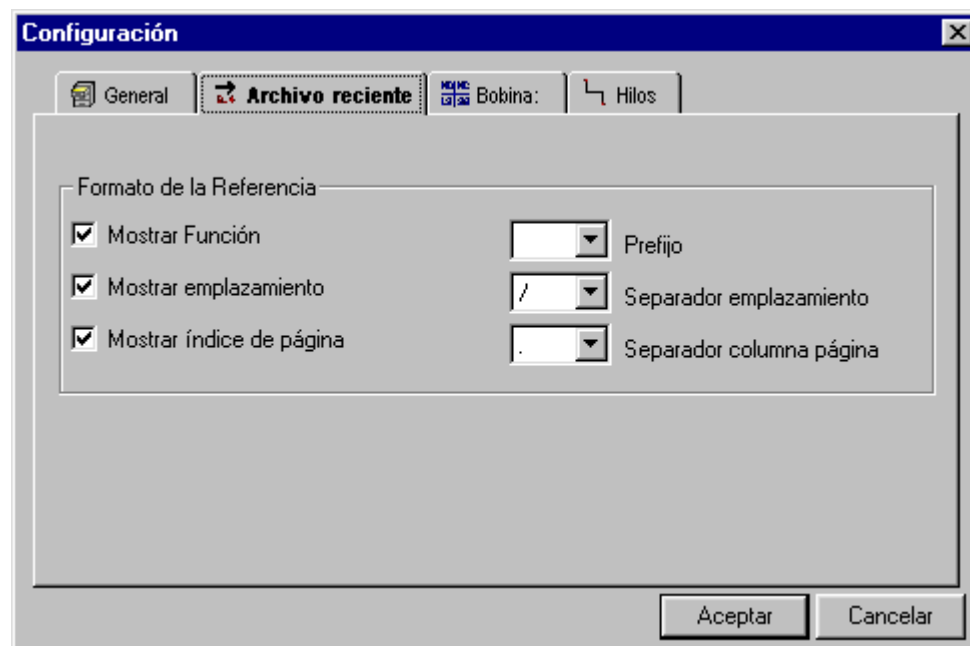 Configuración
General Archivo reciente Bobina: Hilos
Formato de la Referencia
Mostrar Función Prefijo
Mostrar emplazamiento / Separador emplazamiento
Mostrar índice de página . Separador columna página
Aceptar Cancelar